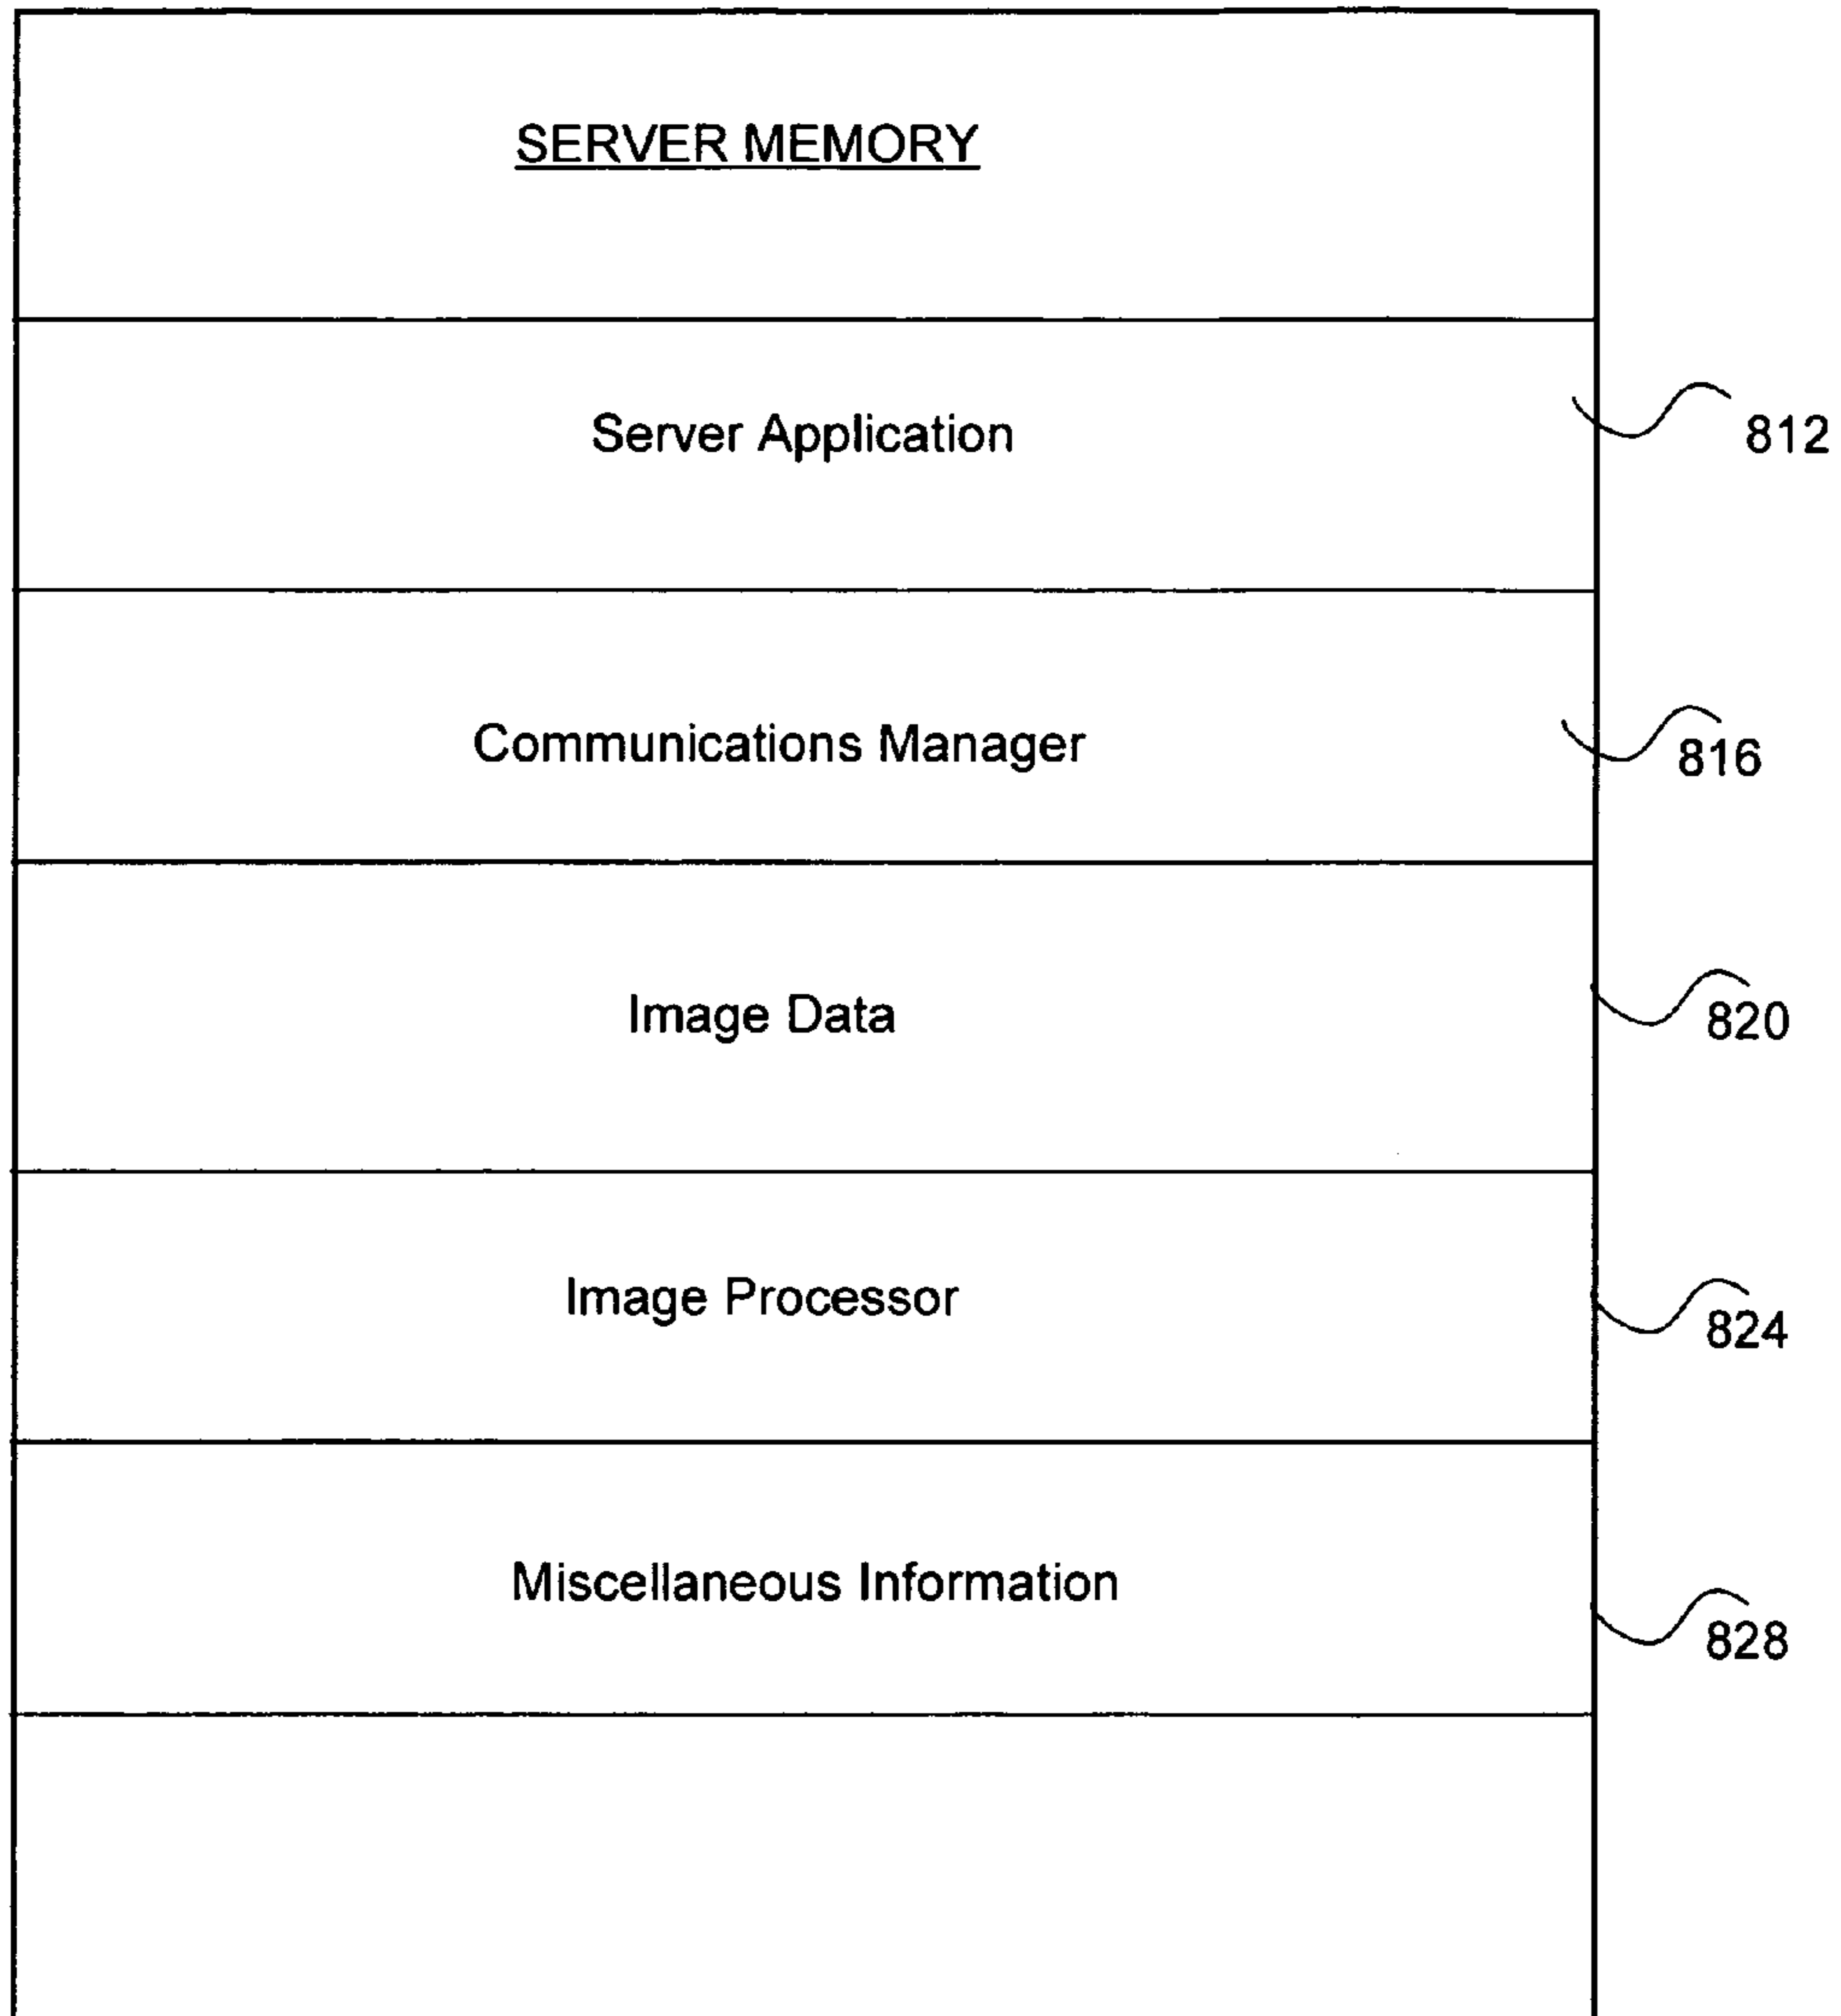 SERVER MEMORY
Server Application
812
Communications Manager
816
Image Data
820
Image Processor
824
Miscellaneous Information
828